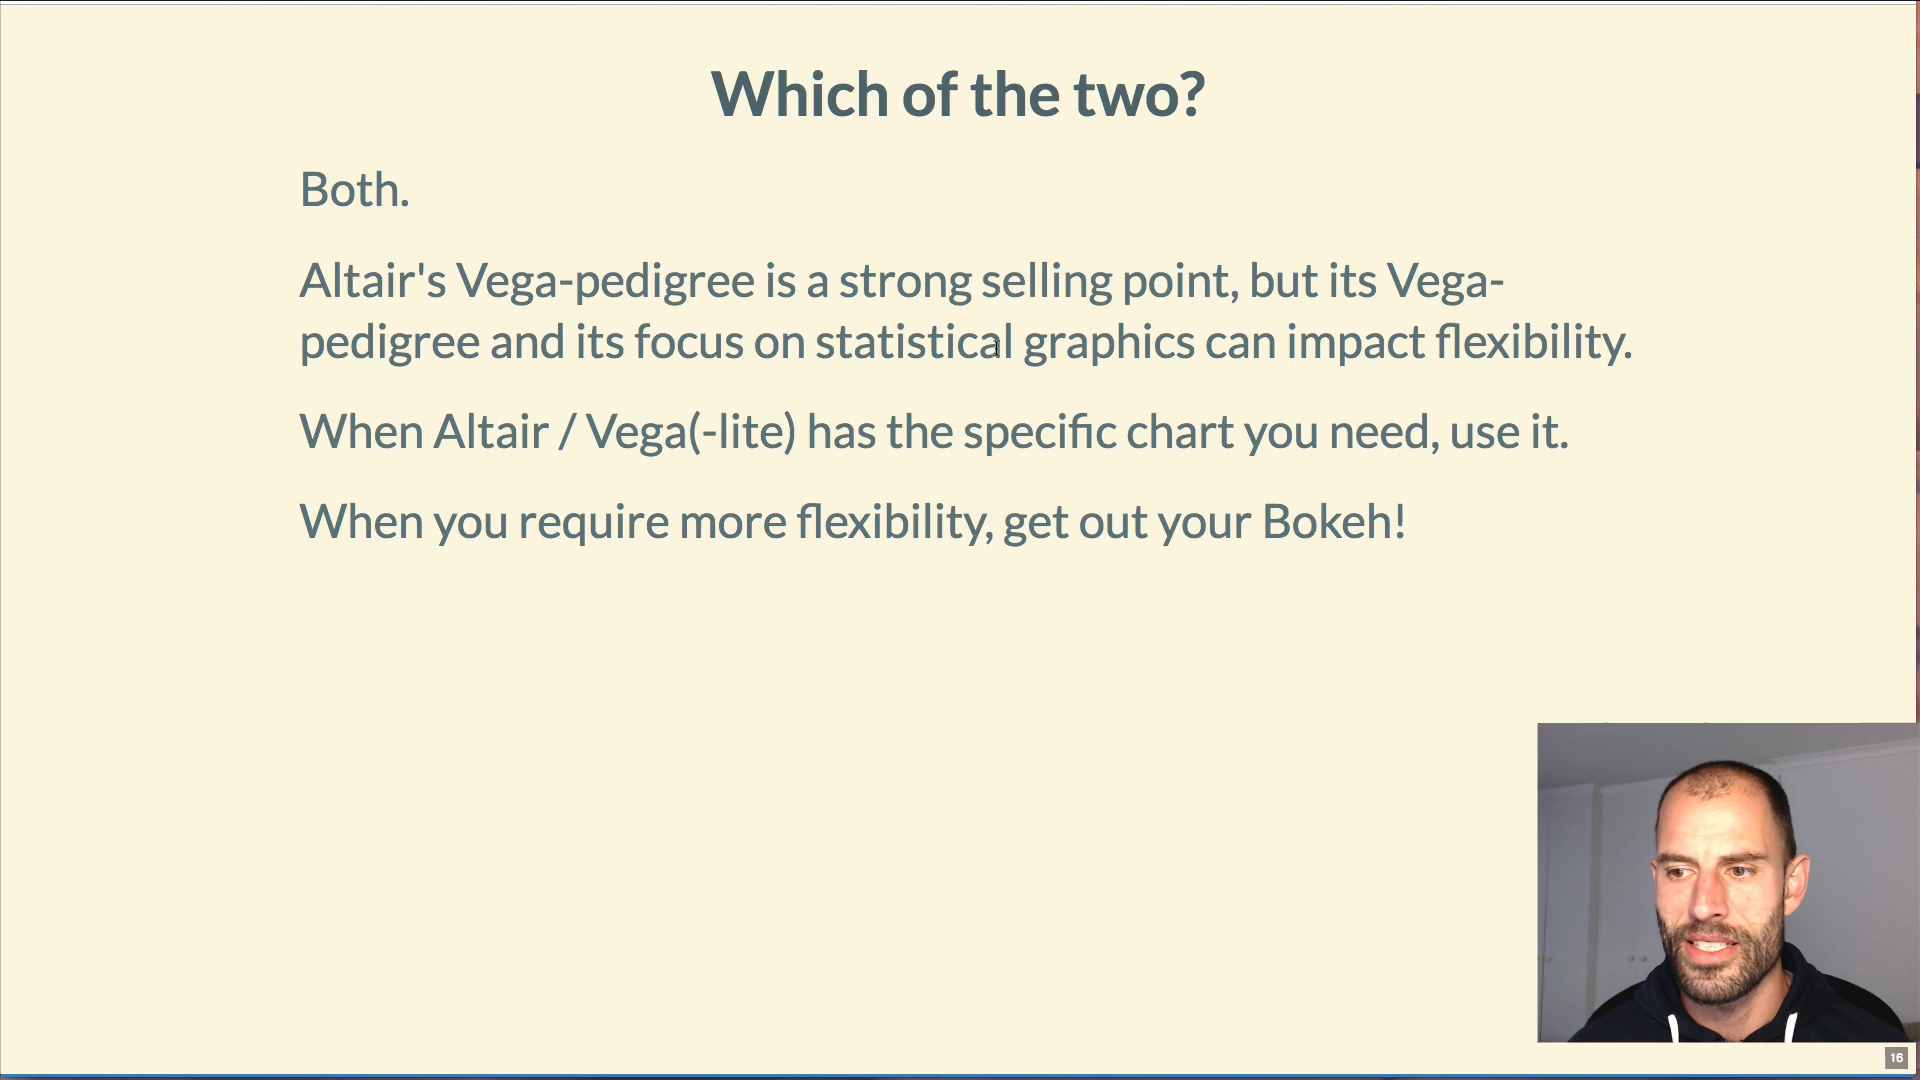 Which of the two?
Both.
Altair's Vega-pedigree is a strong selling point, but its Vega-
pedigree and its focus on statistical graphics can impact flexibility.
When Altair / Vega(-lite) has the specific chart you need, use it.
When you require more flexibility, get out your Bokeh!
16